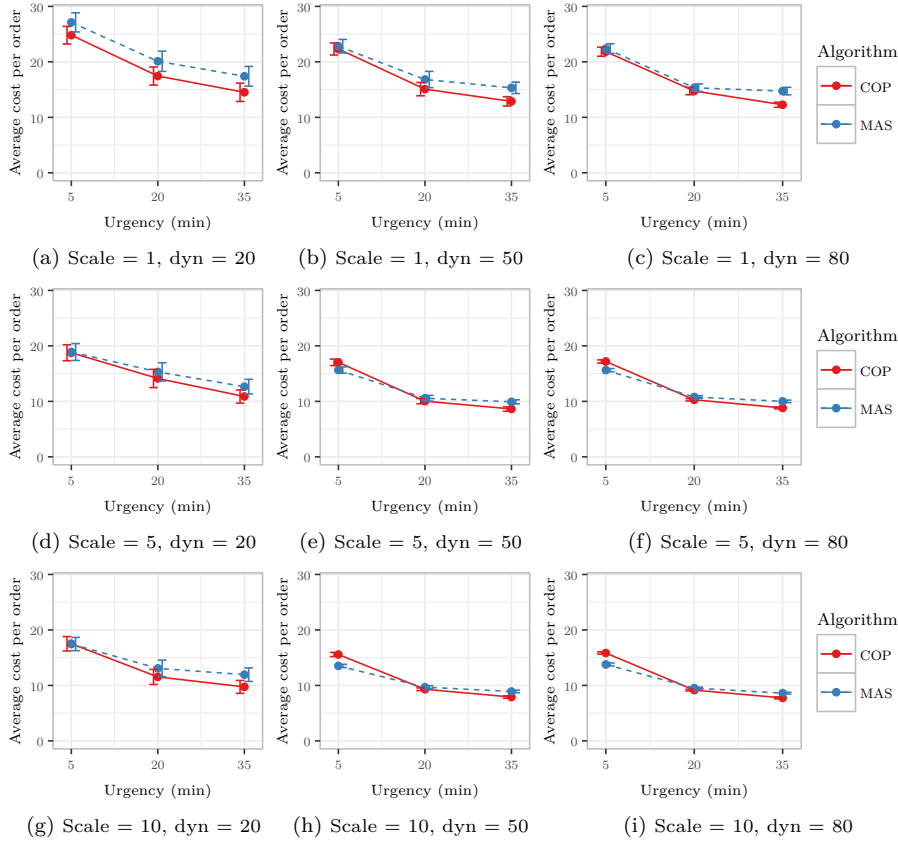 Average cost per order
30
20
10
0
5 20 35
Urgency (min)
(a) Scale = 1, dyn = 20
Average cost per order
30
20
10
0
5 20 35
Urgency (min)
(b) Scale = 1, dyn = 50
Average cost per order
30
20
10
0
5 20 35
Urgency (min)
(c) Scale = 1, dyn = 80
Algorithm
COP
MAS
Average cost per order
30
20
10
0
5 20 35
Urgency (min)
(d) Scale = 5, dyn = 20
Average cost per order
30
20
10
0
5 20 35
Urgency (min)
(e) Scale = 5, dyn = 50
Average cost per order
30
20
10
0
5 20 35
Urgency (min)
(f) Scale = 5, dyn = 80
Algorithm
COP
MAS
Average cost per order
30
20
10
0
5 20 35
Urgency (min)
(g) Scale = 10, dyn = 20
Average cost per order
30
20
10
0
5 20 35
Urgency (min)
(h) Scale = 10, dyn = 50
Average cost per order
30
20
10
0
5 20 35
Urgency (min)
(i) Scale = 10, dyn = 80
Algorithm
COP
MAS